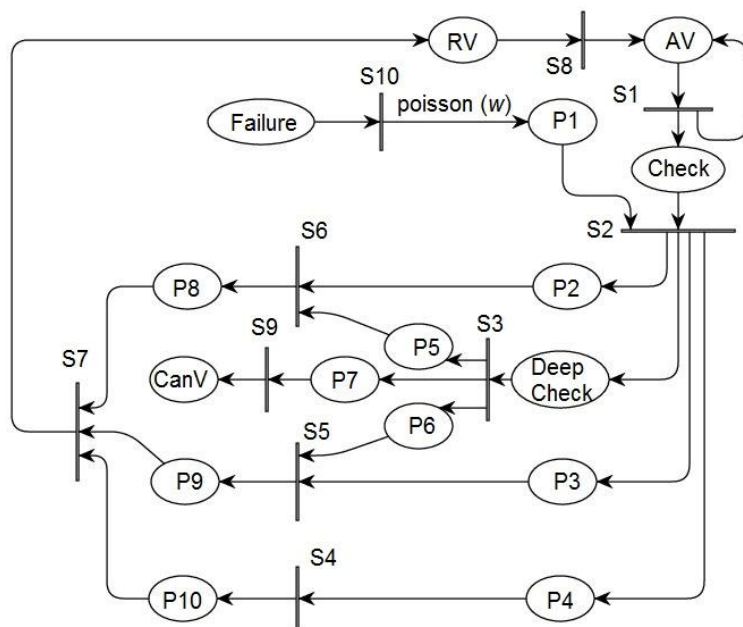 RV
AV
S8
S10
poisson (w)
S1
Failure
P1
Check
S2
S6
P8
P2
S3
S9
P5
S7
CanV
P7
Deep
Check
P6
S5
P9
P3
S4
P10
P4